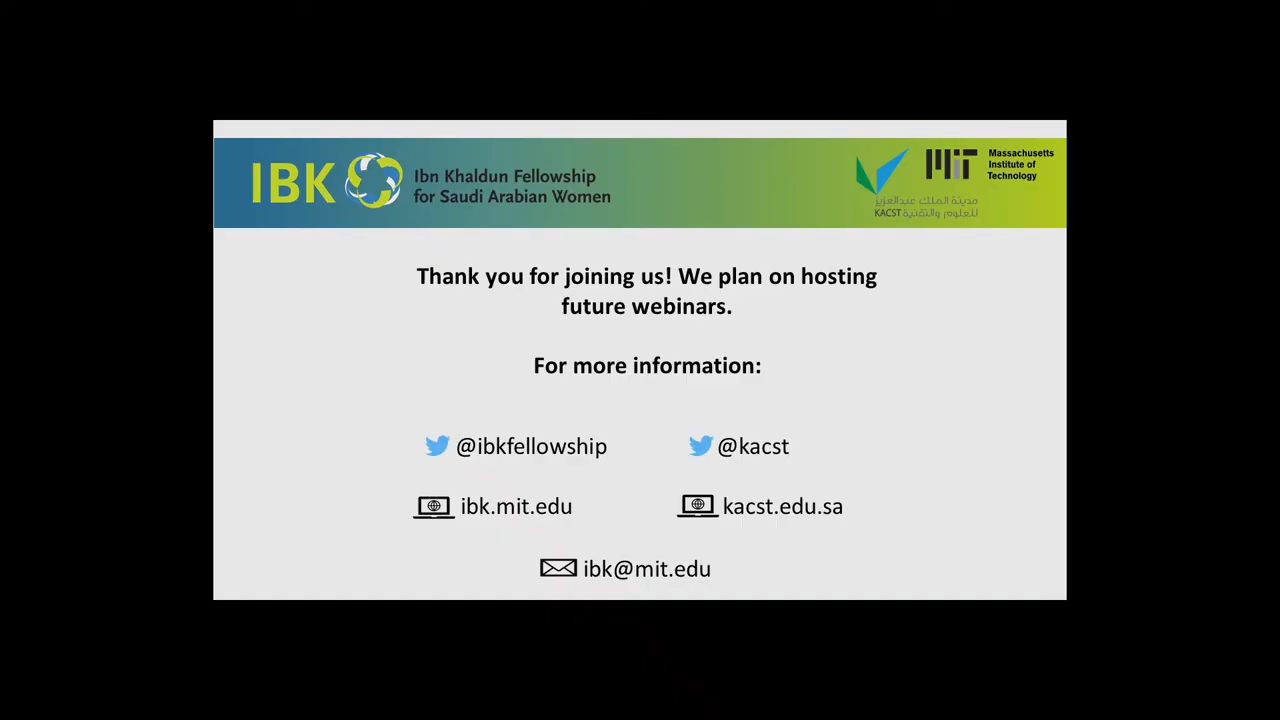 IBK
Ibn Khaldun Fellowship
for Saudi Arabian Women
مدينة الملك عبدالعزيز
للعلوم والتقنية KACST
MIT
Massachusetts
Institute of
Technology
Thank you for joining us! We plan on hosting
future webinars.
For more information:
@ibkfellowship @kacst
ibk.mit.edu kacst.edu.sa
ibk@mit.edu